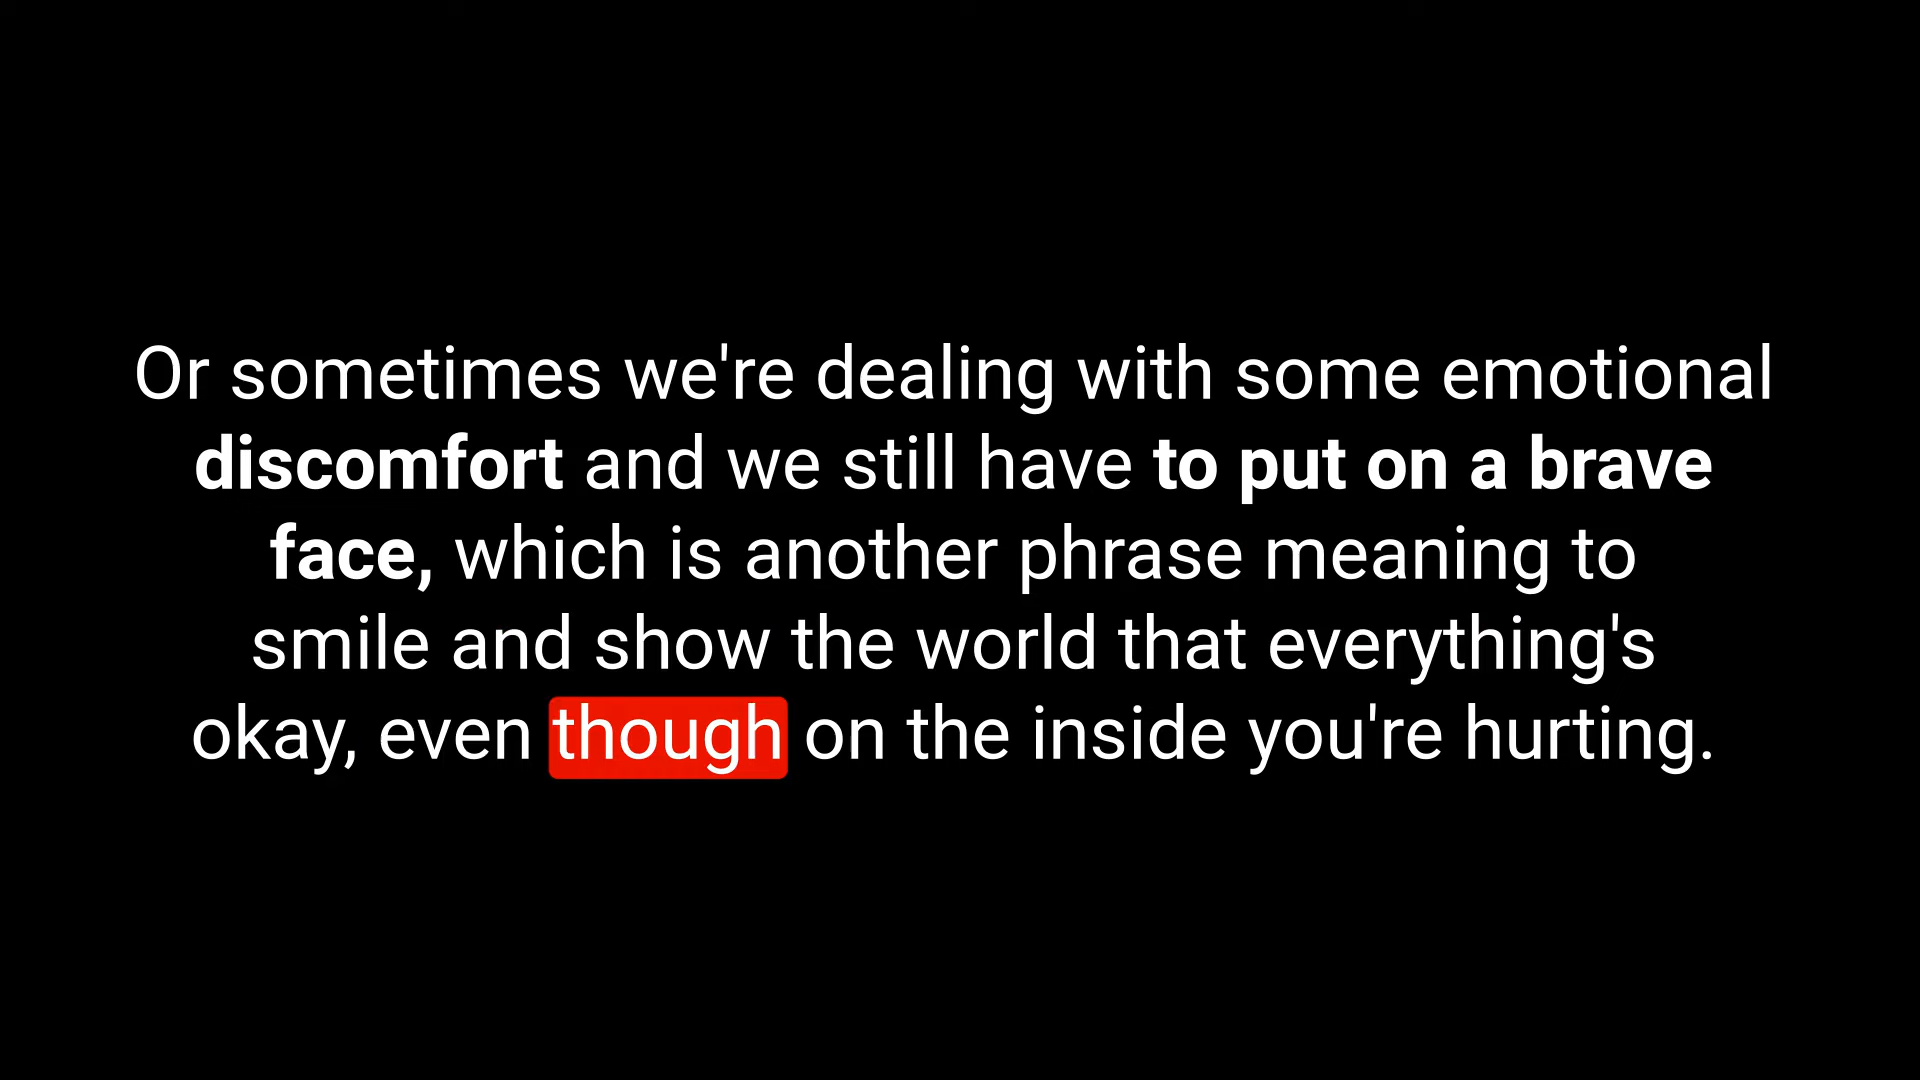 Or sometimes we're dealing with some emotional
discomfort and we still have to put on a brave
face, which is another phrase meaning to
smile and show the world that everything's
okay, even though on the inside you're hurting.